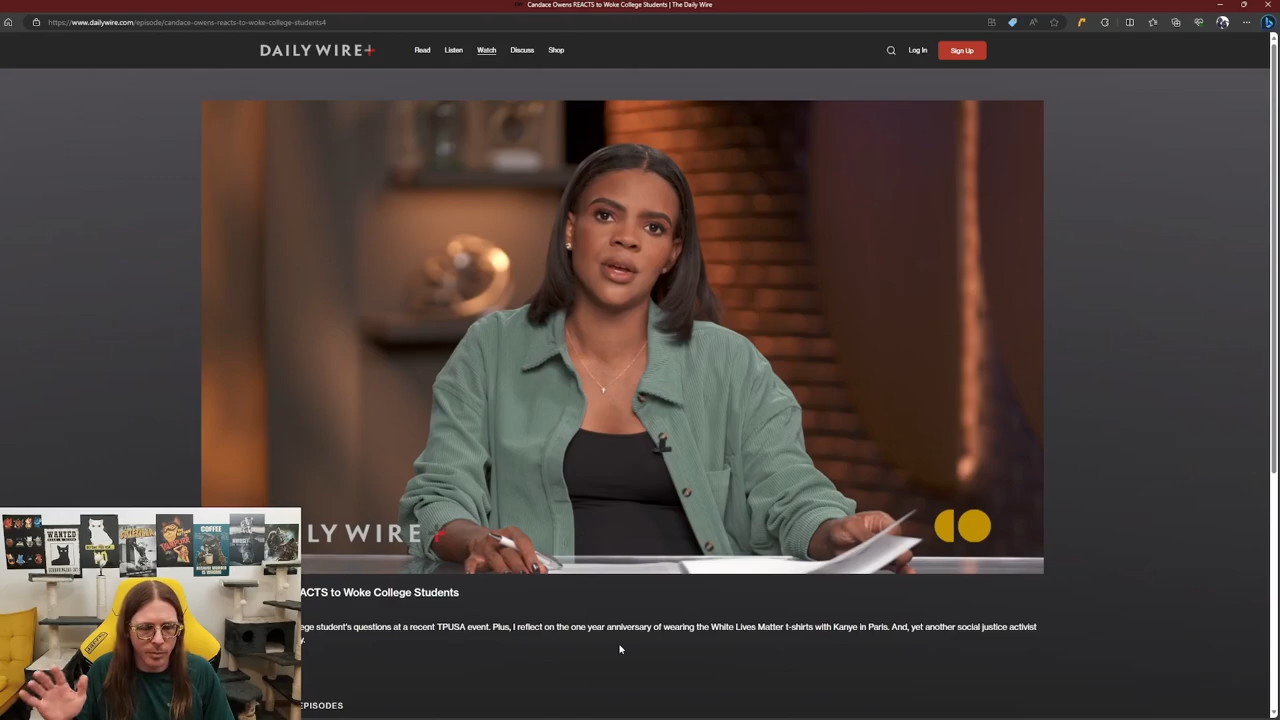 Candace Owens REACTS to Woke College Students | The Daily Wire
https://www.dailywire.com/episode/candace-owens-reacts-to-woke-college-students4
DAILYWIRE+ Read Listen Watch Discuss Shop Log In Sign Up
LY WIRE +
ACTS to Woke College Students
ege student's questions at a recent TPUSA event. Plus, I reflect on the one year anniversary of wearing the White Lives Matter t-shirts with Kanye in Paris. And, yet another social justice activist
y.
EPISODES
WANTED
COFFEE